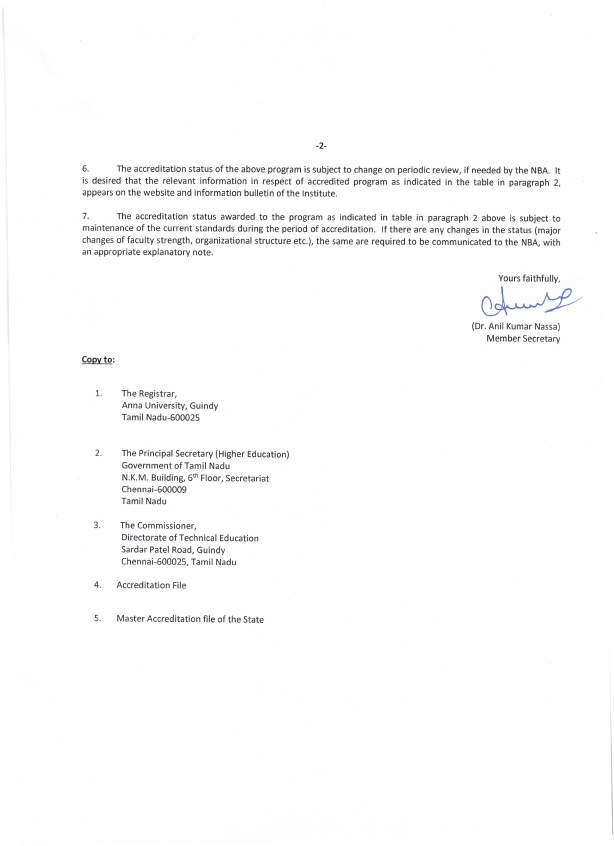 -2-
6. The accreditation status of the above program is subject to change on periodic review, if needed by the NBA. It
is desired that the relevant information in respect of accredited program as indicated in the table in paragraph 2,
appears on the website and information bulletin of the Institute.
7. The accreditation status awarded to the program as indicated in table in paragraph 2 above is subject to
maintenance of the current standards during the period of accreditation. If there are any changes in the status (major
changes of faculty strength, organizational structure etc.), the same are required to be communicated to the NBA, with
an appropriate explanatory note.
Yours faithfully,
(Dr. Anil Kumar Nassa)
Member Secretary
Copy to:
1. The Registrar,
Anna University, Guindy
Tamil Nadu-600025
2. The Principal Secretary (Higher Education)
Government of Tamil Nadu
N.K.M. Building, 6th Floor, Secretariat
Chennai-600009
Tamil Nadu
3. The Commissioner,
Directorate of Technical Education
Sardar Patel Road, Guindy
Chennai-600025, Tamil Nadu
4. Accreditation File
5. Master Accreditation file of the State